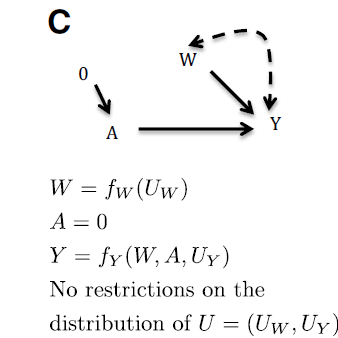 C
W
0
A
Y
W = f_W(U_W)
A = 0
Y = f_Y(W, A, U_Y)
No restrictions on the
distribution of U = (U_W, U_Y)